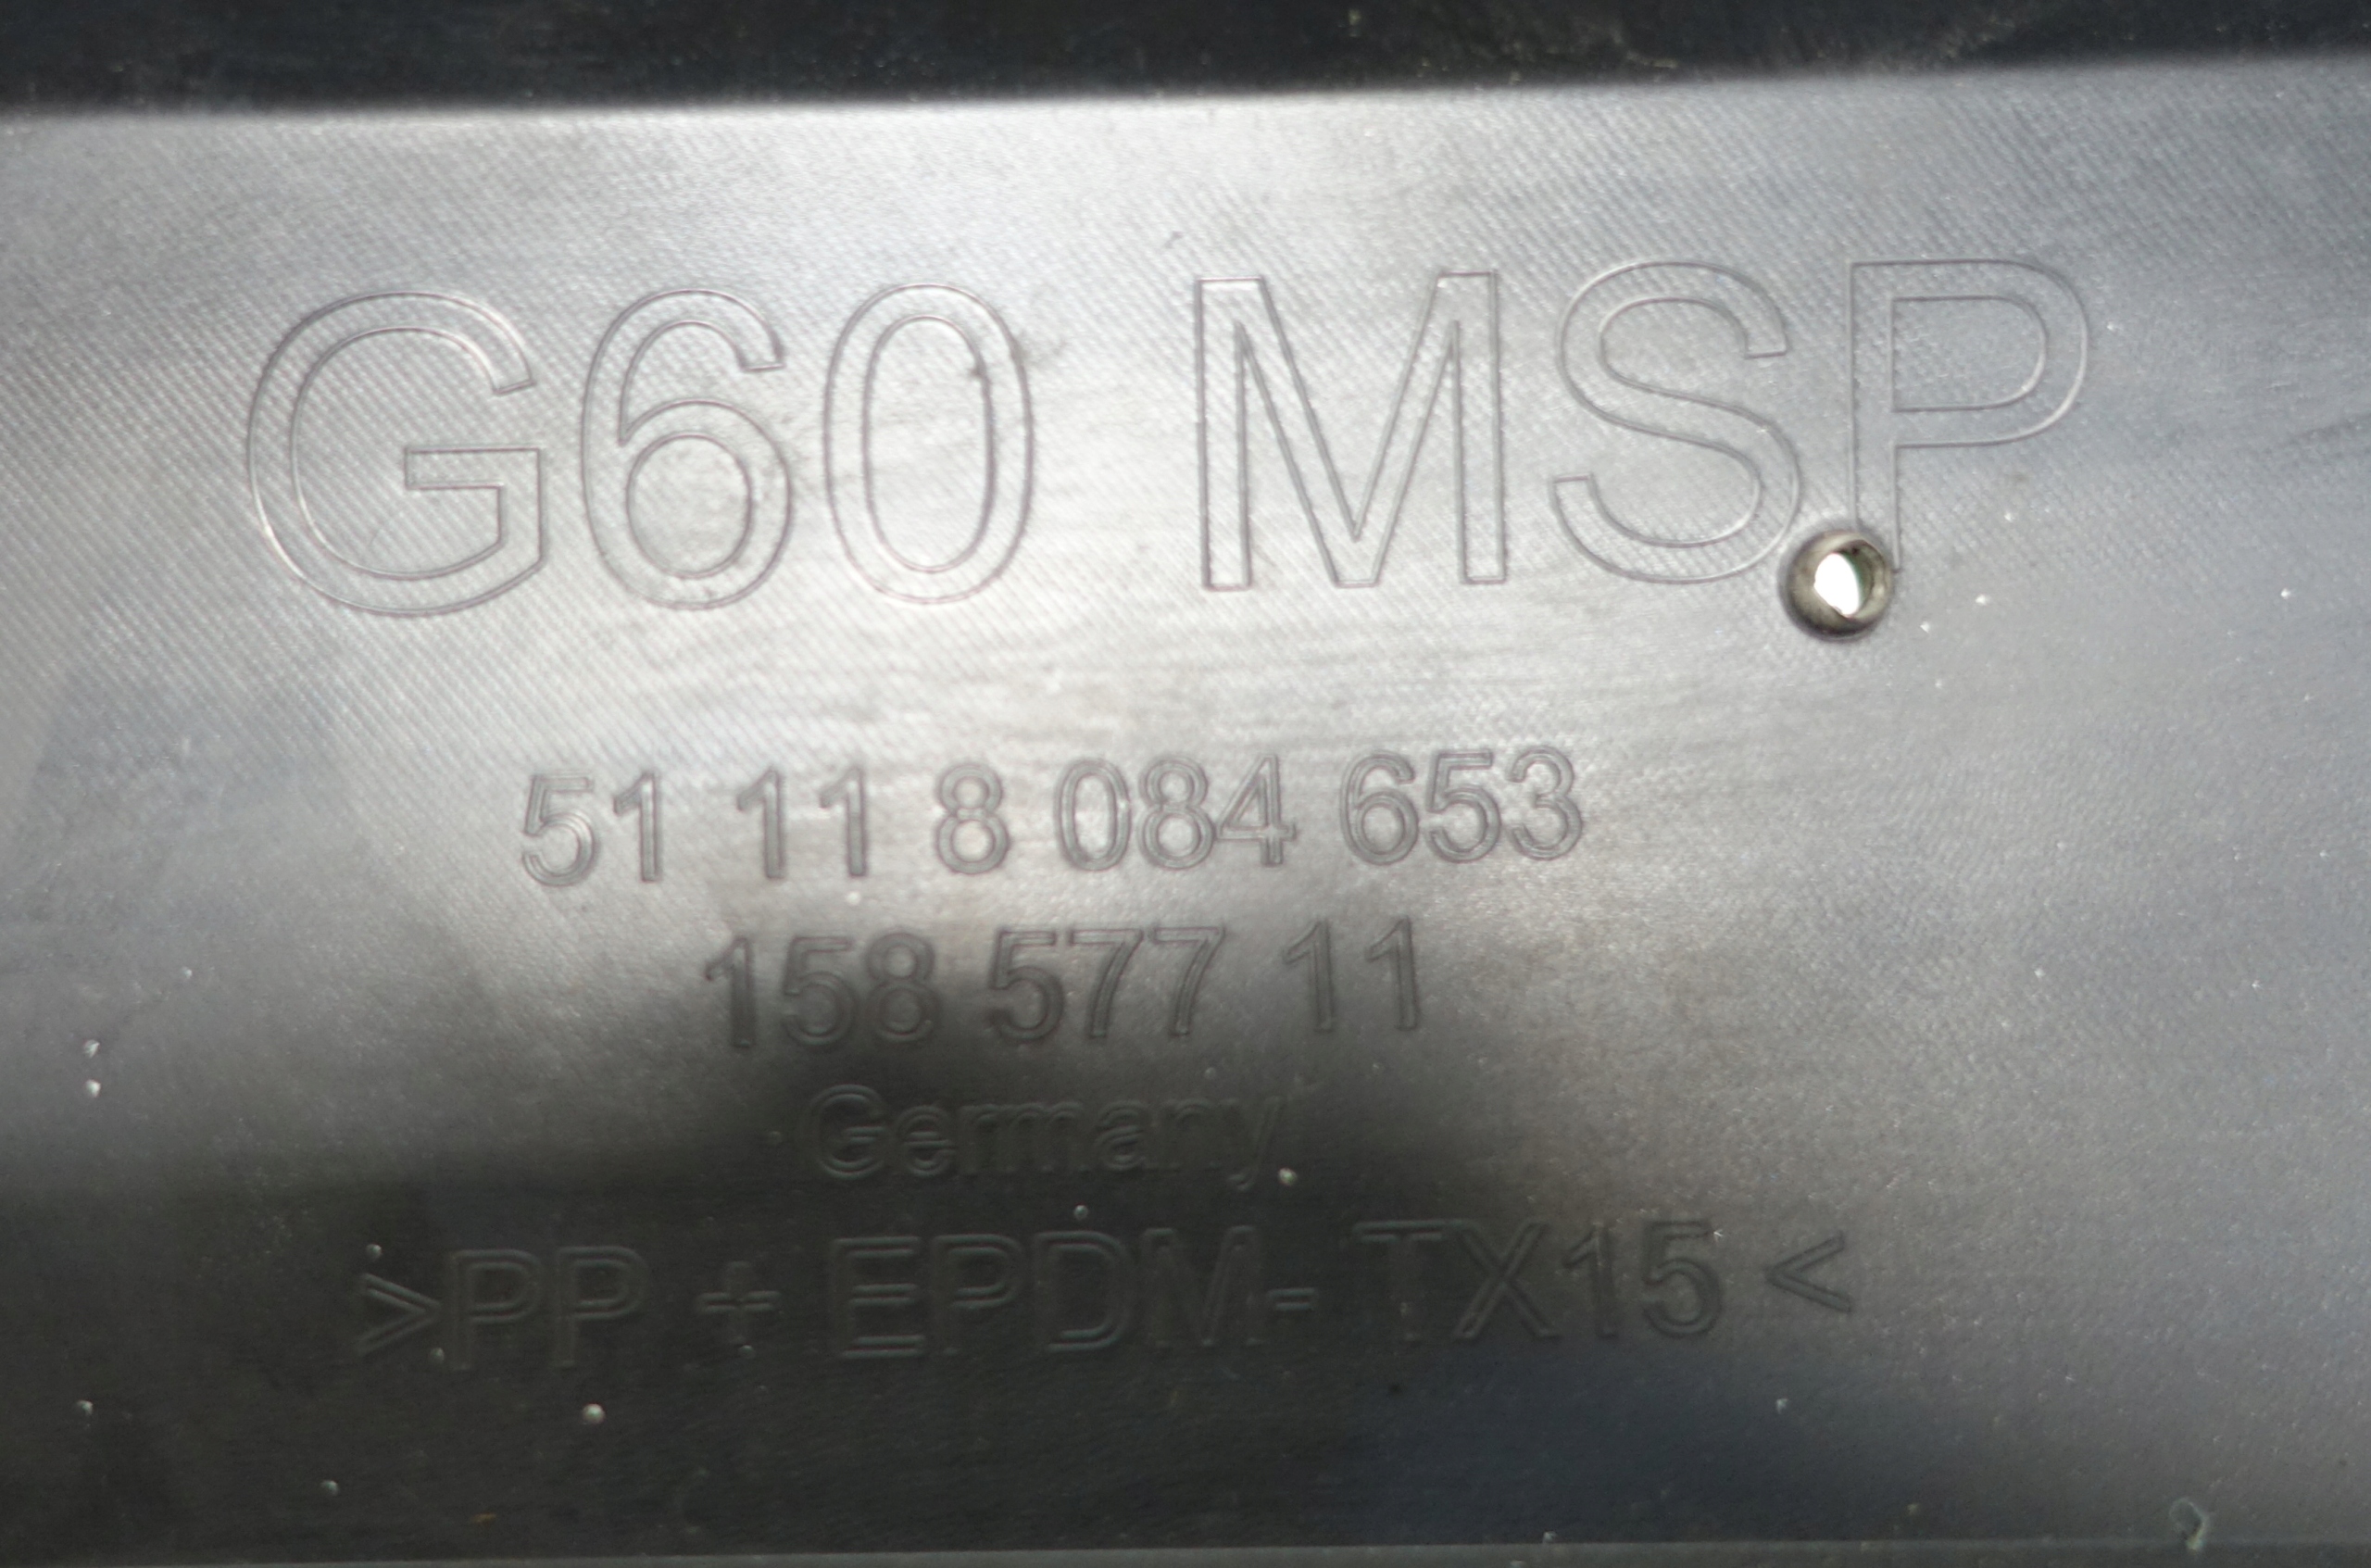 G60 MSP
51 11 8 084 653
158 577 11
Germany
>PP + EPDM- TX15 <